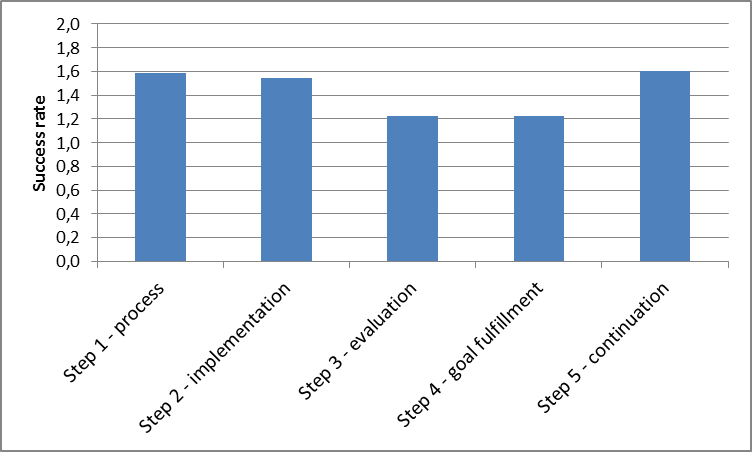 Success rate
2,0
1,8
1,6
1,4
1,2
1,0
0,8
0,6
0,4
0,2
0,0
Step 1 - process
Step 2 - implementation
Step 3 - evaluation
Step 4 - goal fulfillment
Step 5 - continuation